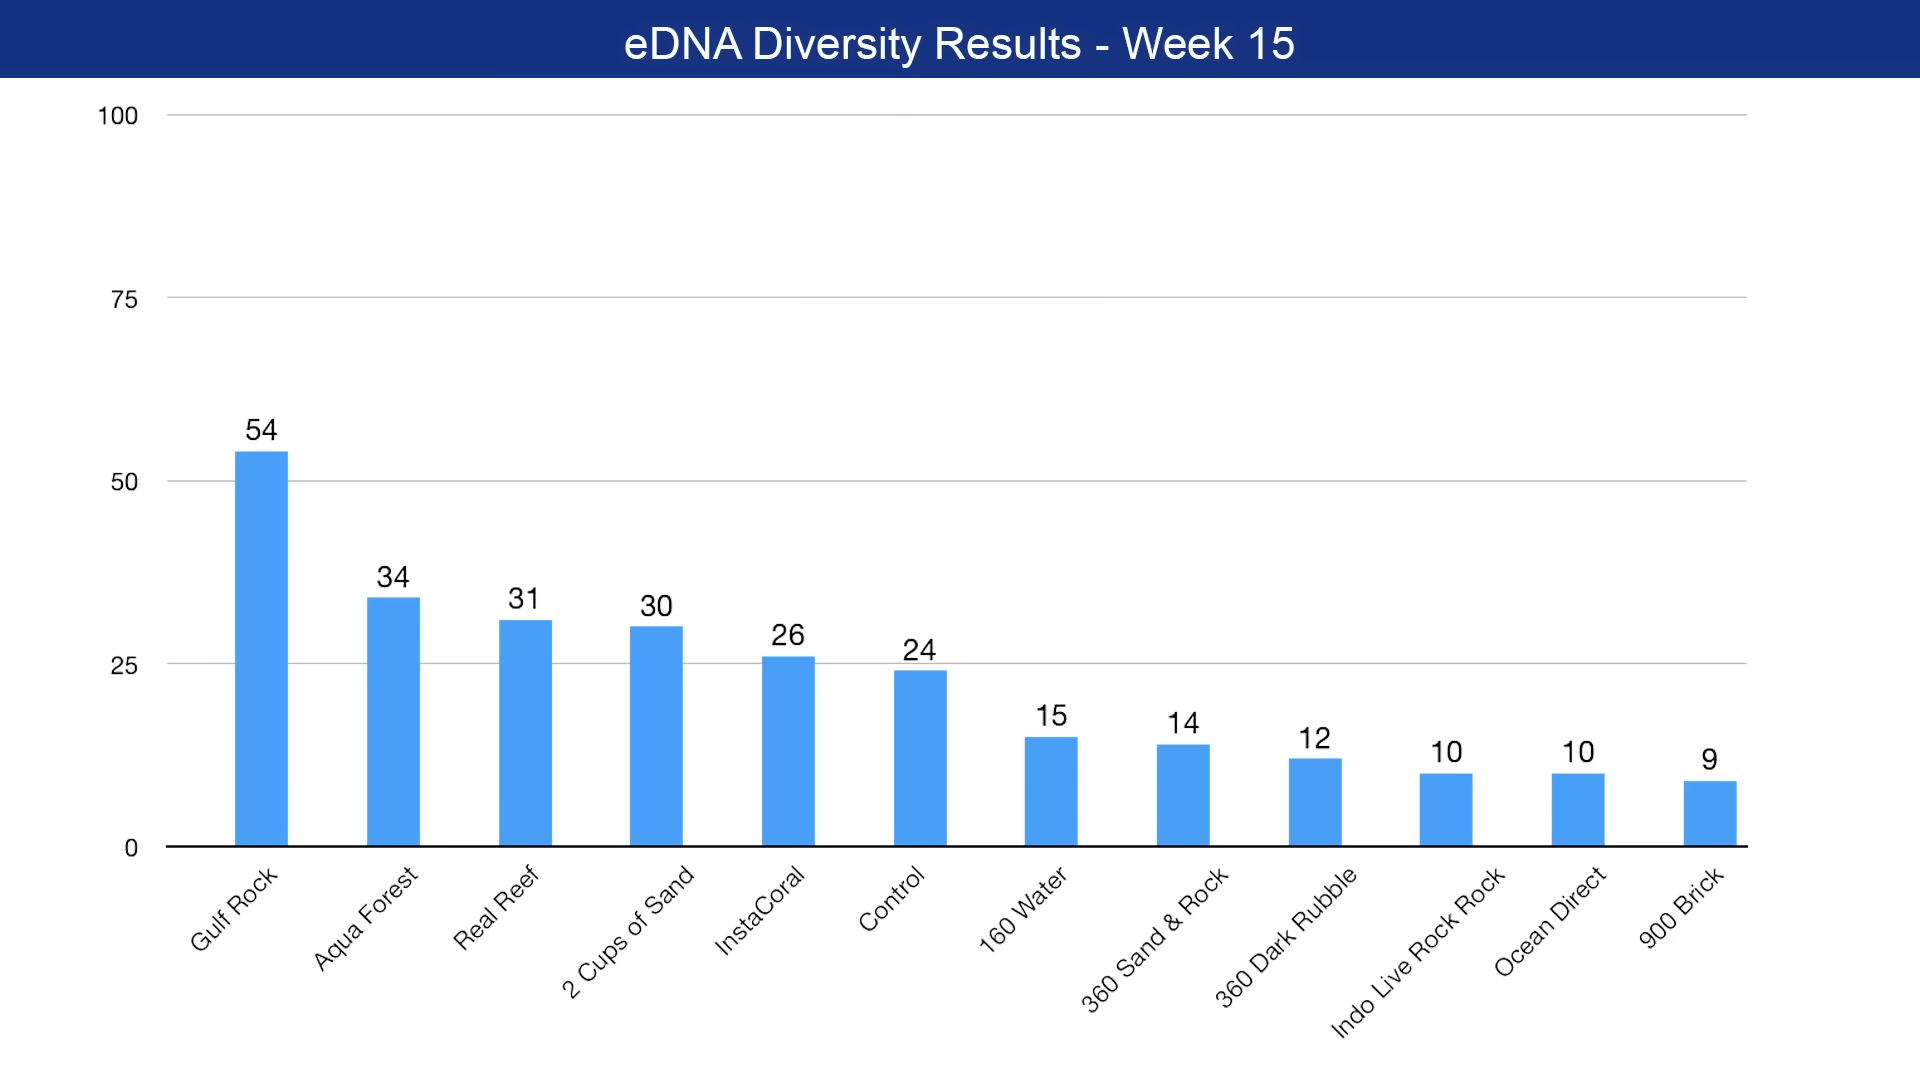 eDNA Diversity Results - Week 15
100
75
50
25
0
54
34
31
30
26
24
15
14
12
10
10
9
Gulf Rock
Aqua Forest
Real Reef
2 Cups of Sand
InstaCoral
Control
160 Water
360 Sand & Rock
360 Dark Rubble
Indo Live Rock Rock
Ocean Direct
900 Brick